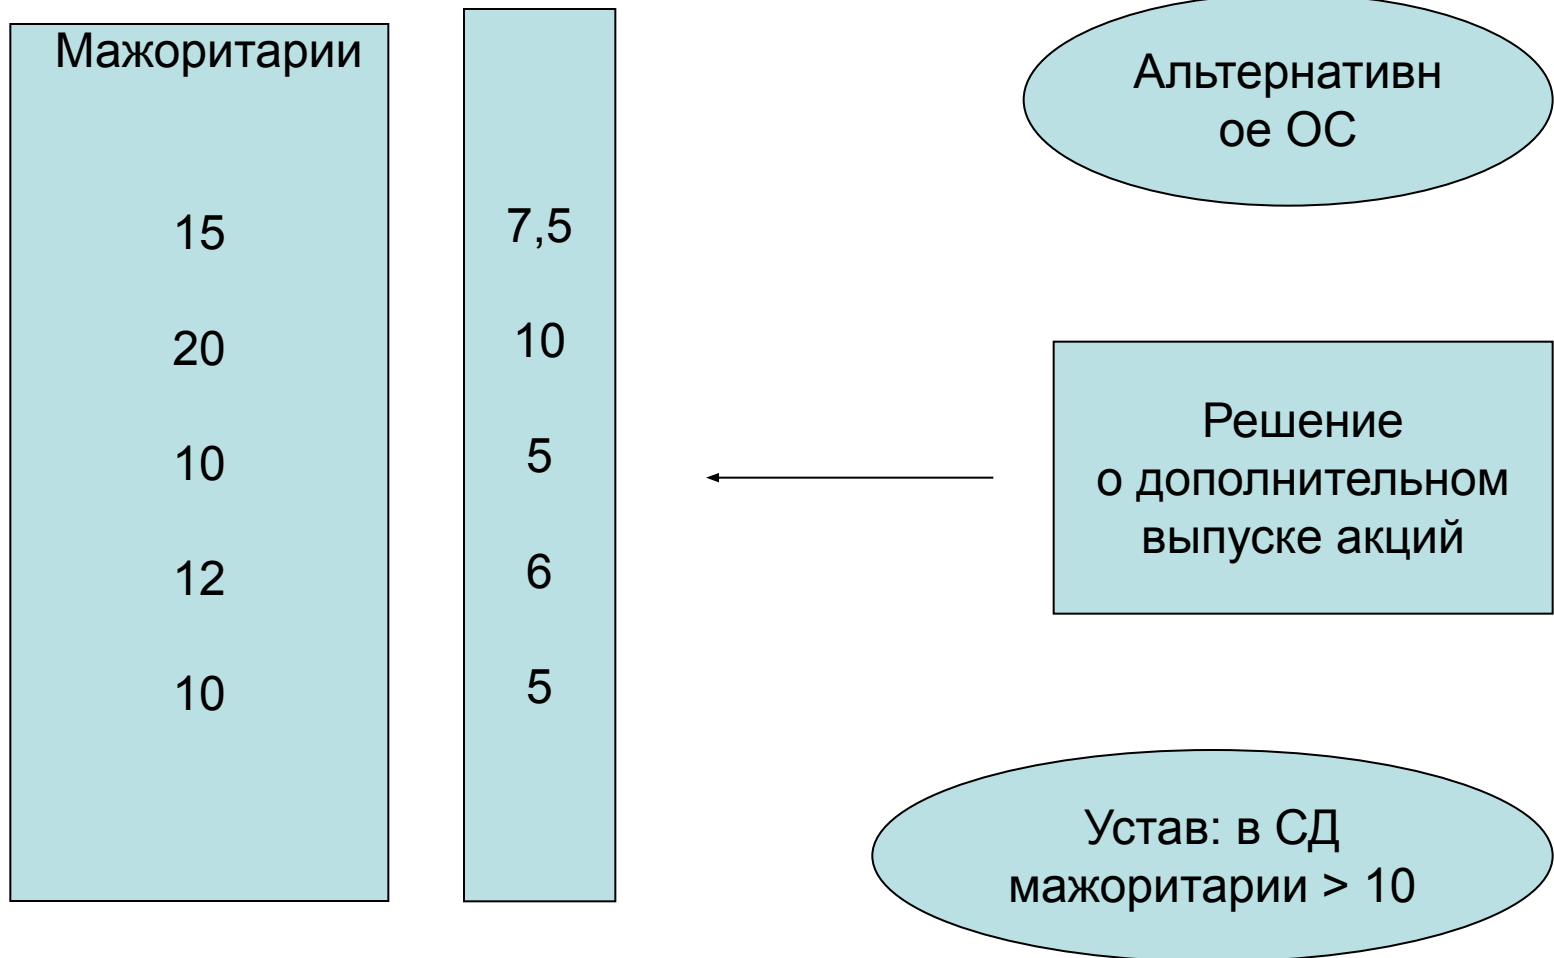 Мажоритарии
15
20
10
12
10
7,5
10
5
6
5
Альтернативн
ое ОС
Решение
о дополнительном
выпуске акций
Устав: в СД
мажоритарии > 10